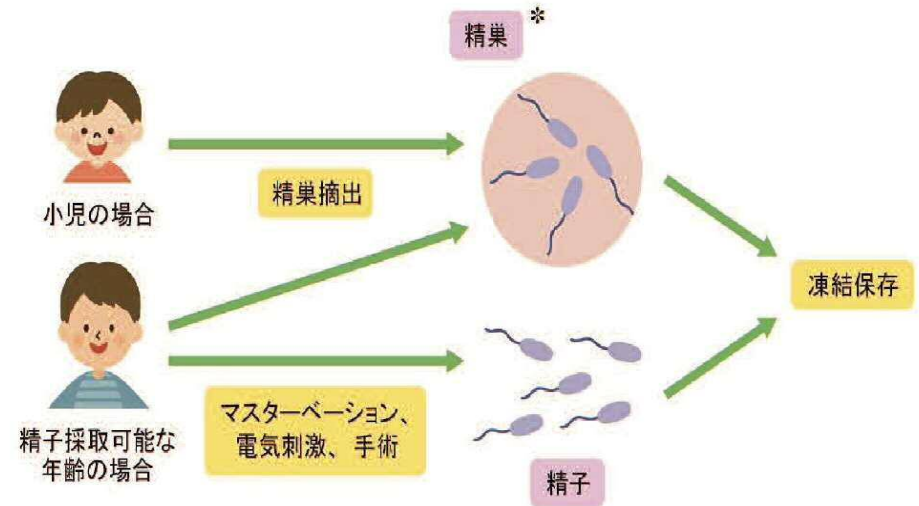 精巣 *
小児の場合
精巣摘出
凍結保存
精子採取可能な
年齢の場合
マスターベーション、
電気刺激、手術
精子